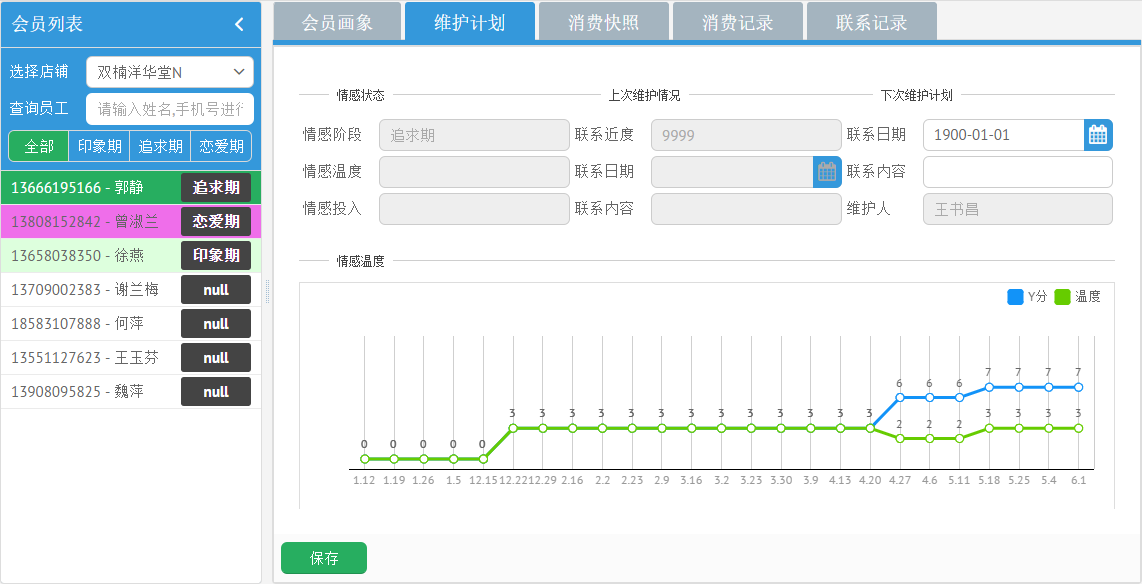 会员列表
选择店铺 双楠洋华堂N
查询员工 请输入姓名,手机号进行
全部 印象期 追求期 恋爱期
13666195166 - 郭静 追求期
13808152842 - 曾淑兰 恋爱期
13658038350 - 徐燕 印象期
13709002383 - 谢兰梅 null
18583107888 - 何萍 null
13551127623 - 王玉芬 null
13908095825 - 魏萍 null
会员画象 维护计划 消费快照 消费记录 联系记录
情感状态 上次维护情况 下次维护计划
情感阶段 追求期 联系近度 9999 联系日期 1900-01-01
情感温度 联系日期 联系内容
情感投入 联系内容 维护人 王书昌
情感温度
Y分 温度
7 7 7 7
6 6 6
3 3 3 3 3 3 3 3 3 3 3 3 3 3 3 3 3
2 2 2
0 0 0 0 0
1.12 1.19 1.26 1.5 12.15 12.22 12.29 2.16 2.2 2.23 2.9 3.16 3.2 3.23 3.30 3.9 4.13 4.20 4.27 4.6 5.11 5.18 5.25 5.4 6.1
保存